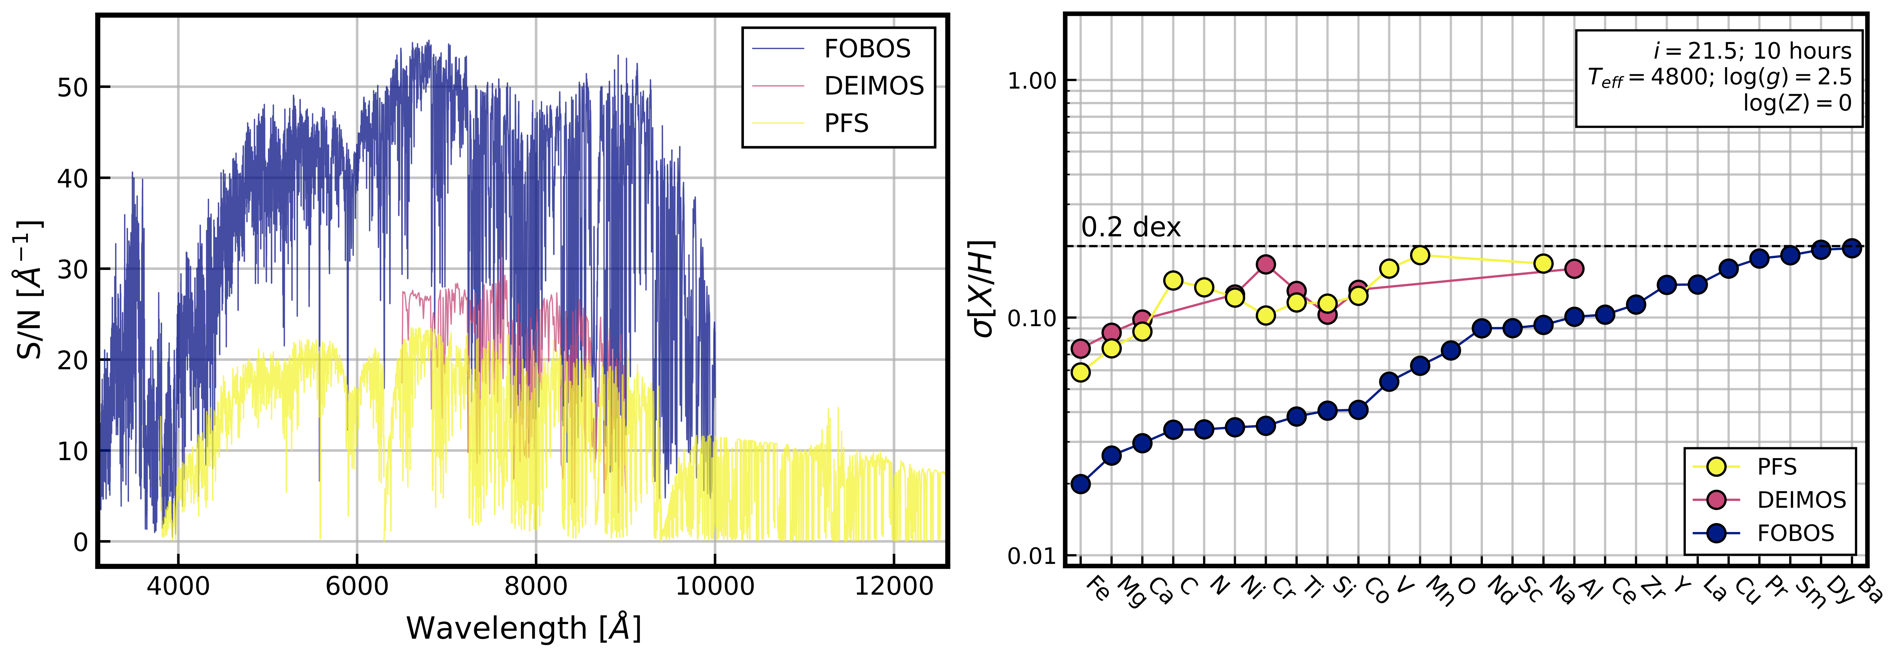 50
40
30
20
10
0
S/N [Å⁻¹]
4000
6000
8000
10000
12000
Wavelength [Å]
FOBOS
DEIMOS
PFS
1.00
0.10
0.01
σ[X/H]
i = 21.5; 10 hours
T_eff = 4800; log(g) = 2.5
log(Z) = 0
0.2 dex
PFS
DEIMOS
FOBOS
Fe
Mg
Ca
C
N
Ni
Cr
Ti
Si
Co
V
Mn
O
Nd
Sc
Na
Al
Ce
Zr
Y
La
Cu
Pr
Sm
Dy
Ba